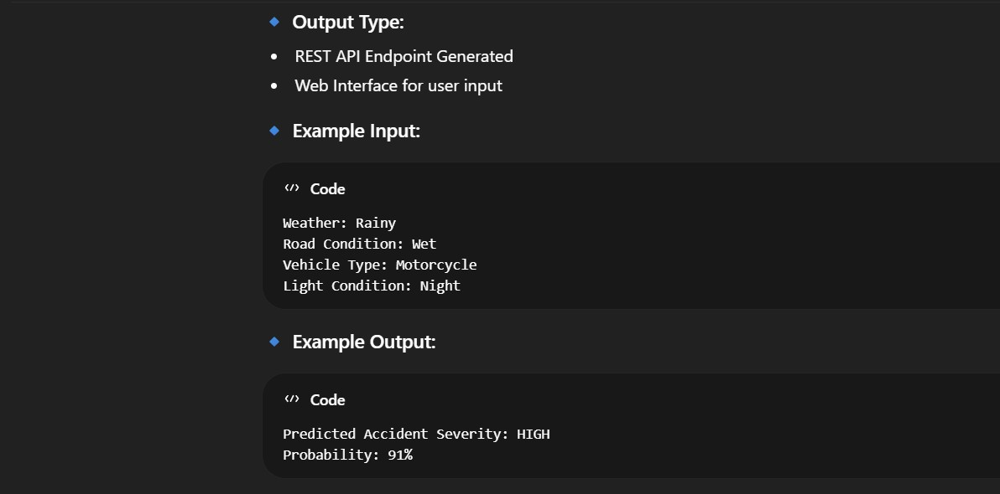 Output Type:
REST API Endpoint Generated
Web Interface for user input
Example Input:
Code
Weather: Rainy
Road Condition: Wet
Vehicle Type: Motorcycle
Light Condition: Night
Example Output:
Code
Predicted Accident Severity: HIGH
Probability: 91%